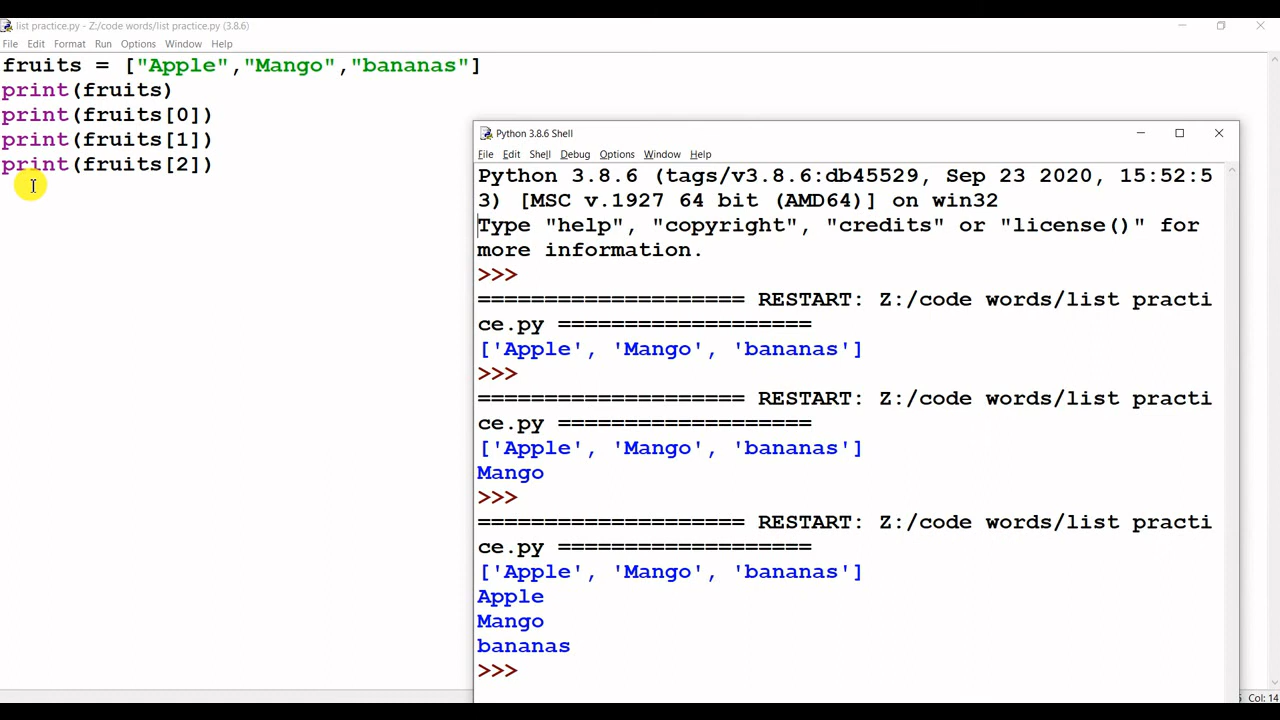 list practice.py - Z:/code words/list practice.py (3.8.6)
File Edit Format Run Options Window Help
fruits = ["Apple","Mango","bananas"]
print(fruits)
print(fruits[0])
print(fruits[1])
print(fruits[2])
Python 3.8.6 Shell
File Edit Shell Debug Options Window Help
Python 3.8.6 (tags/v3.8.6:db45529, Sep 23 2020, 15:52:5
3) [MSC v.1927 64 bit (AMD64)] on win32
Type "help", "copyright", "credits" or "license()" for
more information.
>>>
==================== RESTART: Z:/code words/list practi
ce.py ===================
['Apple', 'Mango', 'bananas']
>>>
==================== RESTART: Z:/code words/list practi
ce.py ===================
['Apple', 'Mango', 'bananas']
Mango
>>>
==================== RESTART: Z:/code words/list practi
ce.py ===================
['Apple', 'Mango', 'bananas']
Apple
Mango
bananas
>>>
Col: 14